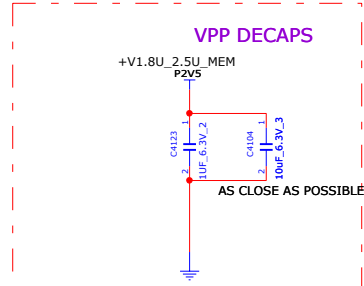 VPP DECAPS
+V1.8U_2.5U_MEM
P2V5
1
C4123
1UF_6.3V_2
2
1
C4104
10uF_6.3V_3
2
AS CLOSE AS POSSIBLE